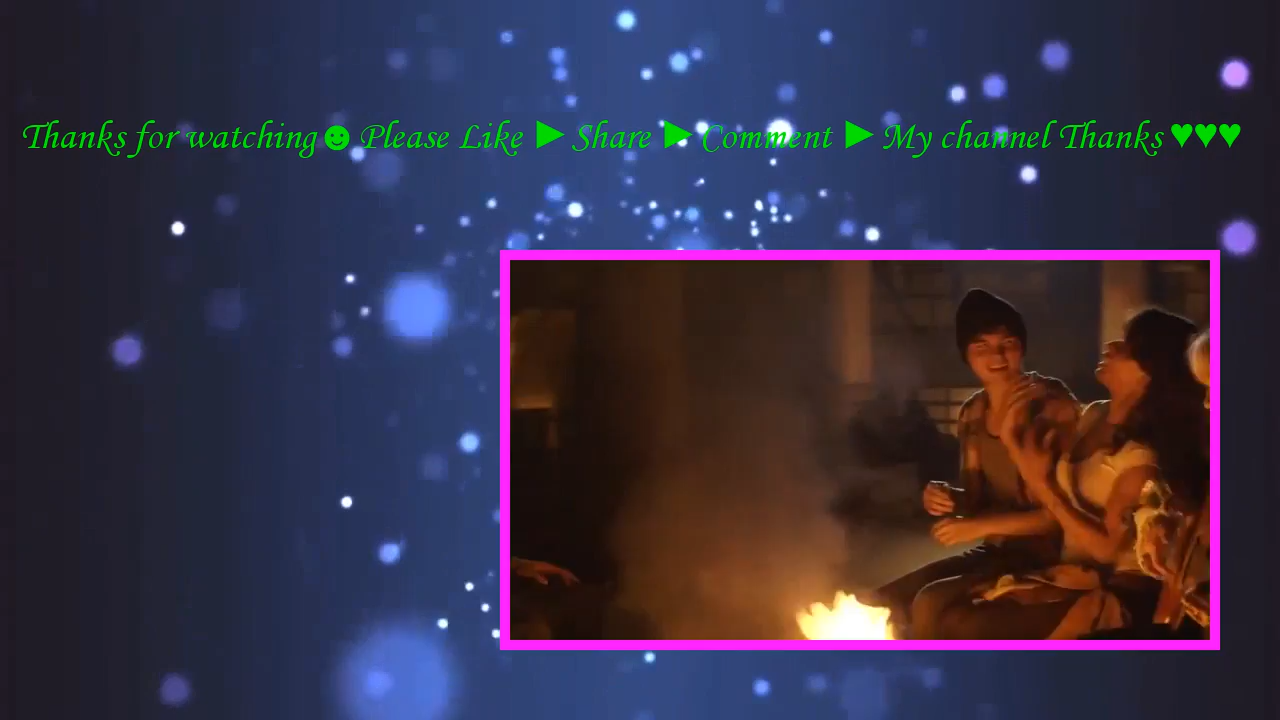 Thanks for watching☻Please Like ► Share ► Comment ► My channel Thanks ♥♥♥